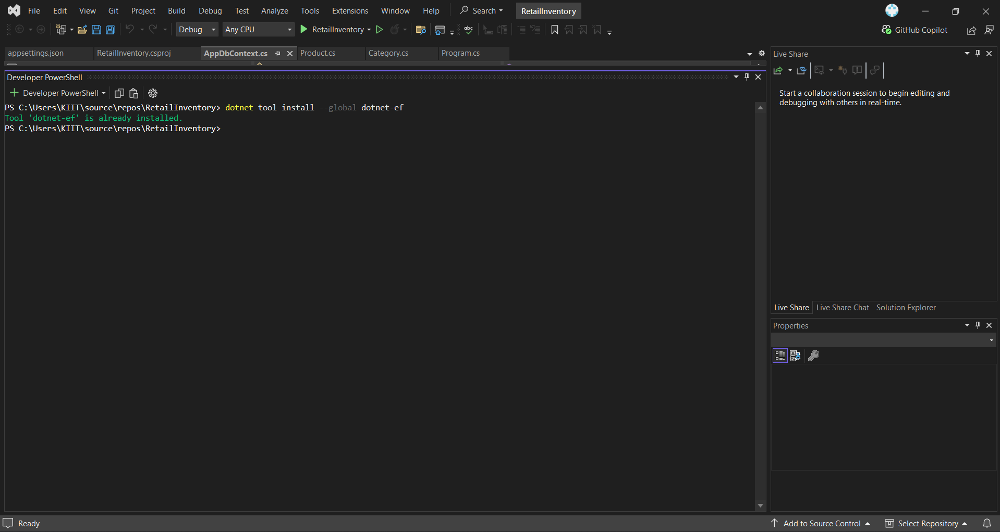 File Edit View Git Project Build Debug Test Analyze Tools Extensions Window Help Search RetailInventory
Debug Any CPU RetailInventory abc GitHub Copilot
appsettings.json RetailInventory.csproj AppDbContext.cs Product.cs Category.cs Program.cs
Live Share
Developer PowerShell
Developer PowerShell
PS C:\Users\KIIT\source\repos\RetailInventory> dotnet tool install --global dotnet-ef
Tool 'dotnet-ef' is already installed.
PS C:\Users\KIIT\source\repos\RetailInventory>
Start a collaboration session to begin editing and
debugging with others in real-time.
Live Share Live Share Chat Solution Explorer
Properties
Ready Add to Source Control Select Repository